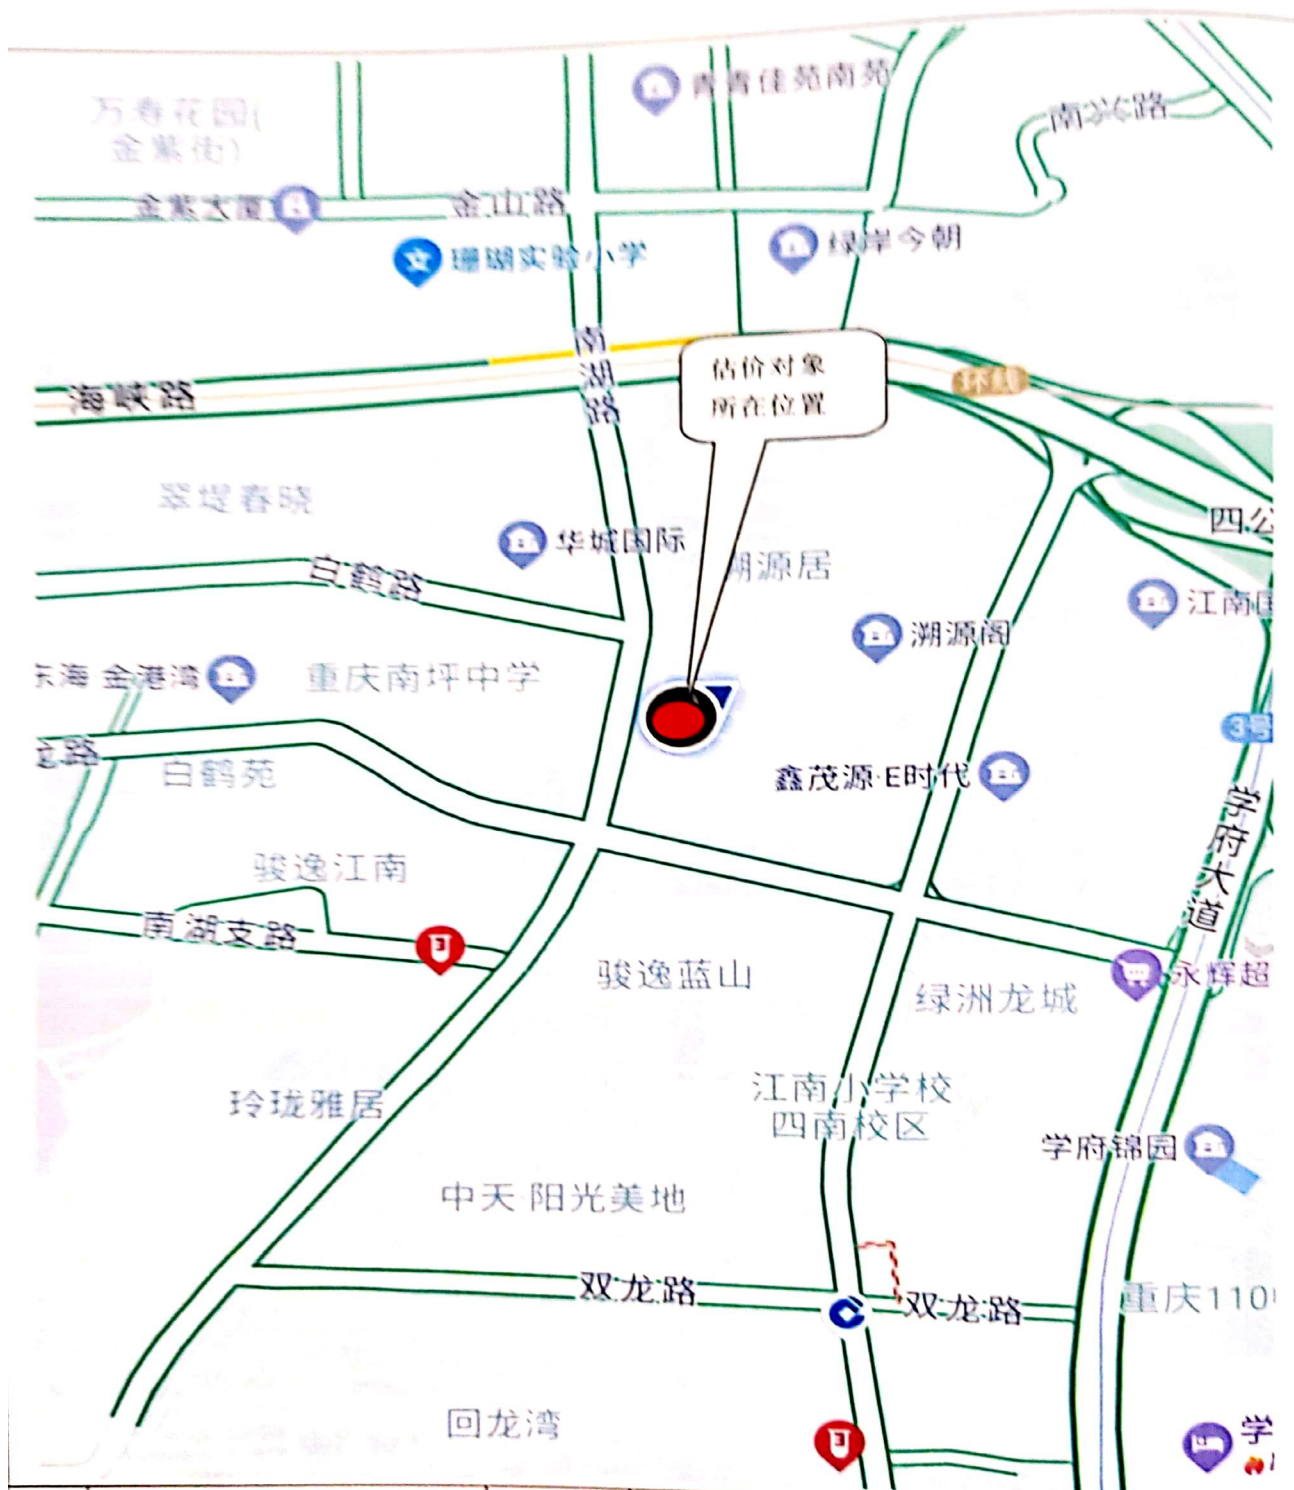 青青佳苑南苑
万寿花园(
金紫街)
南兴路
金紫大厦
金山路
珊瑚实验小学
绿岸今朝
南湖路
估价对象
所在位置
海峡路
环线
翠堤春晓
四公
华城国际
溯源居
白鹤路
江南国
溯源阁
东海 金港湾
重庆南坪中学
3号
龙路
白鹤苑
鑫茂源·E时代
学府大道
骏逸江南
南湖支路
骏逸蓝山
永辉超
绿洲龙城
玲珑雅居
江南小学校
四南校区
学府锦园
中天 阳光美地
双龙路
双龙路
重庆110
回龙湾
学